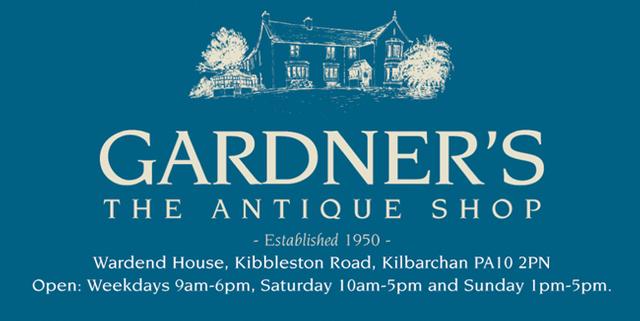 GARDNER'S
THE ANTIQUE SHOP
- Established 1950 -
Wardend House, Kibbleston Road, Kilbarchan PA10 2PN
Open: Weekdays 9am-6pm, Saturday 10am-5pm and Sunday 1pm-5pm.